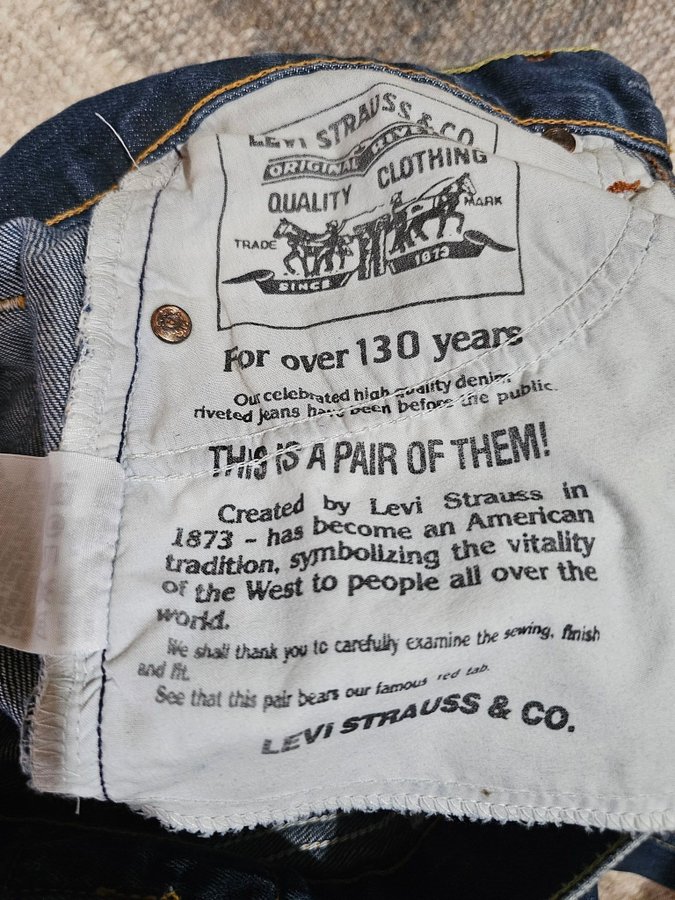 LEVI STRAUSS & CO.
ORIGINAL RIVETED
QUALITY CLOTHING
TRADE MARK
SINCE 1873
For over 130 years
Our celebrated high quality denim
riveted jeans have been before the public.
THIS IS A PAIR OF THEM!
Created by Levi Strauss in
1873 - has become an American
tradition, symbolizing the vitality
of the West to people all over the
world.
We shall thank you to carefully examine the sewing, finish
and fit.
See that this pair bears our famous red tab.
LEVI STRAUSS & CO.